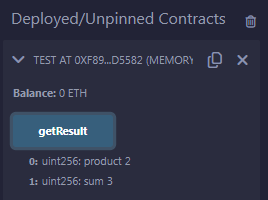 Deployed/Unpinned Contracts
TEST AT 0XF89...D5582 (MEMORY
Balance: 0 ETH
getResult
0: uint256: product 2
1: uint256: sum 3